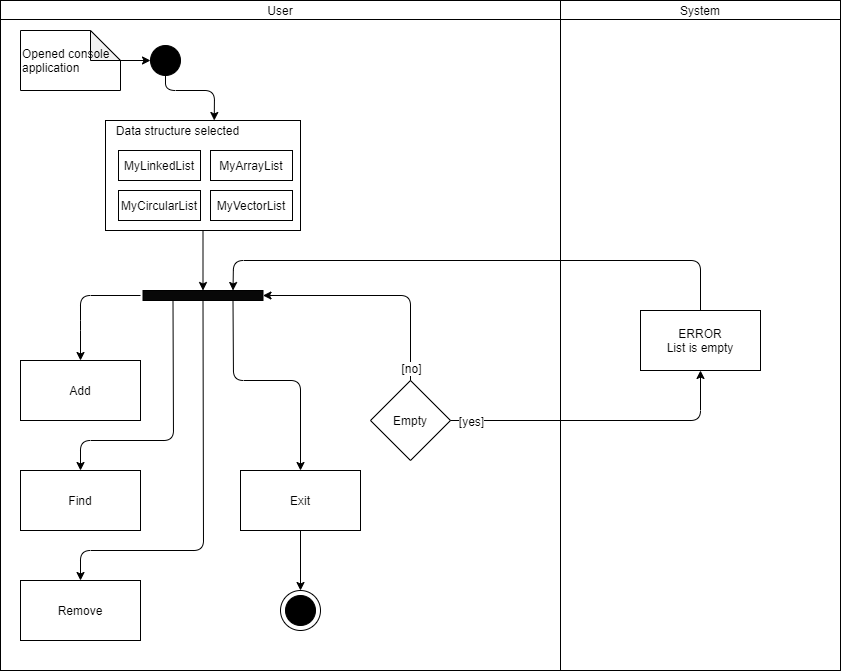 User
System
Opened console
application
Data structure selected
MyLinkedList
MyArrayList
MyCircularList
MyVectorList
ERROR
List is empty
[no]
Add
Empty
[yes]
Find
Exit
Remove